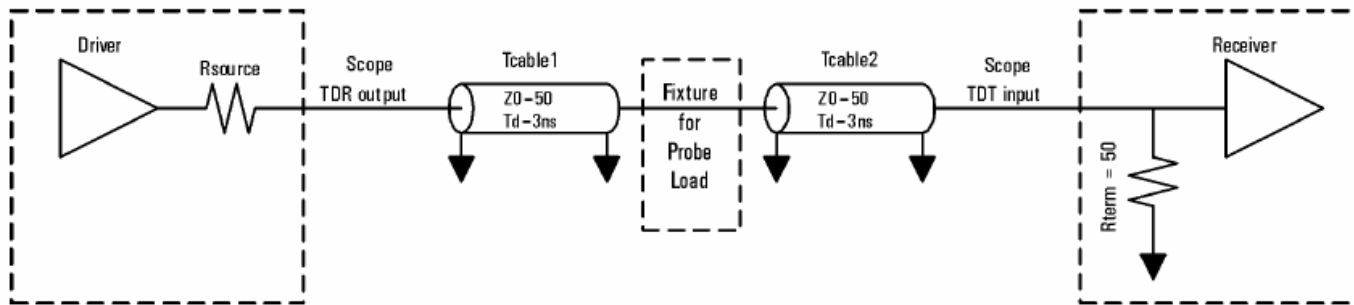 Driver
Rsource
Scope
TDR output
Tcable1
Z0-50
Td-3ns
Fixture
for
Probe
Load
Tcable2
Z0-50
Td-3ns
Scope
TDT input
Receiver
Rterm = 50